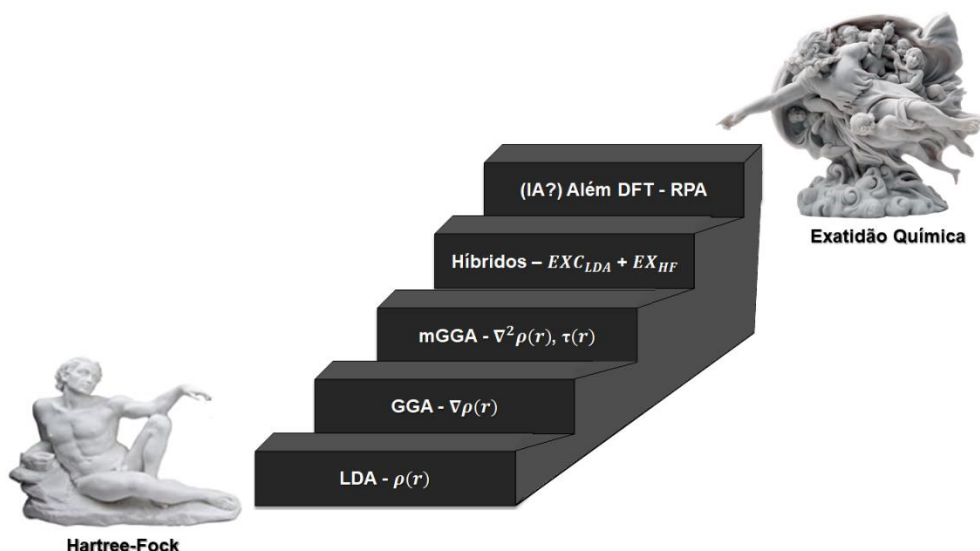 (IA?) Além DFT - RPA
Exatidão Química
Híbridos – EXC_LDA + EX_HF
mGGA - ∇²ρ(r), τ(r)
GGA - ∇ρ(r)
LDA - ρ(r)
Hartree-Fock